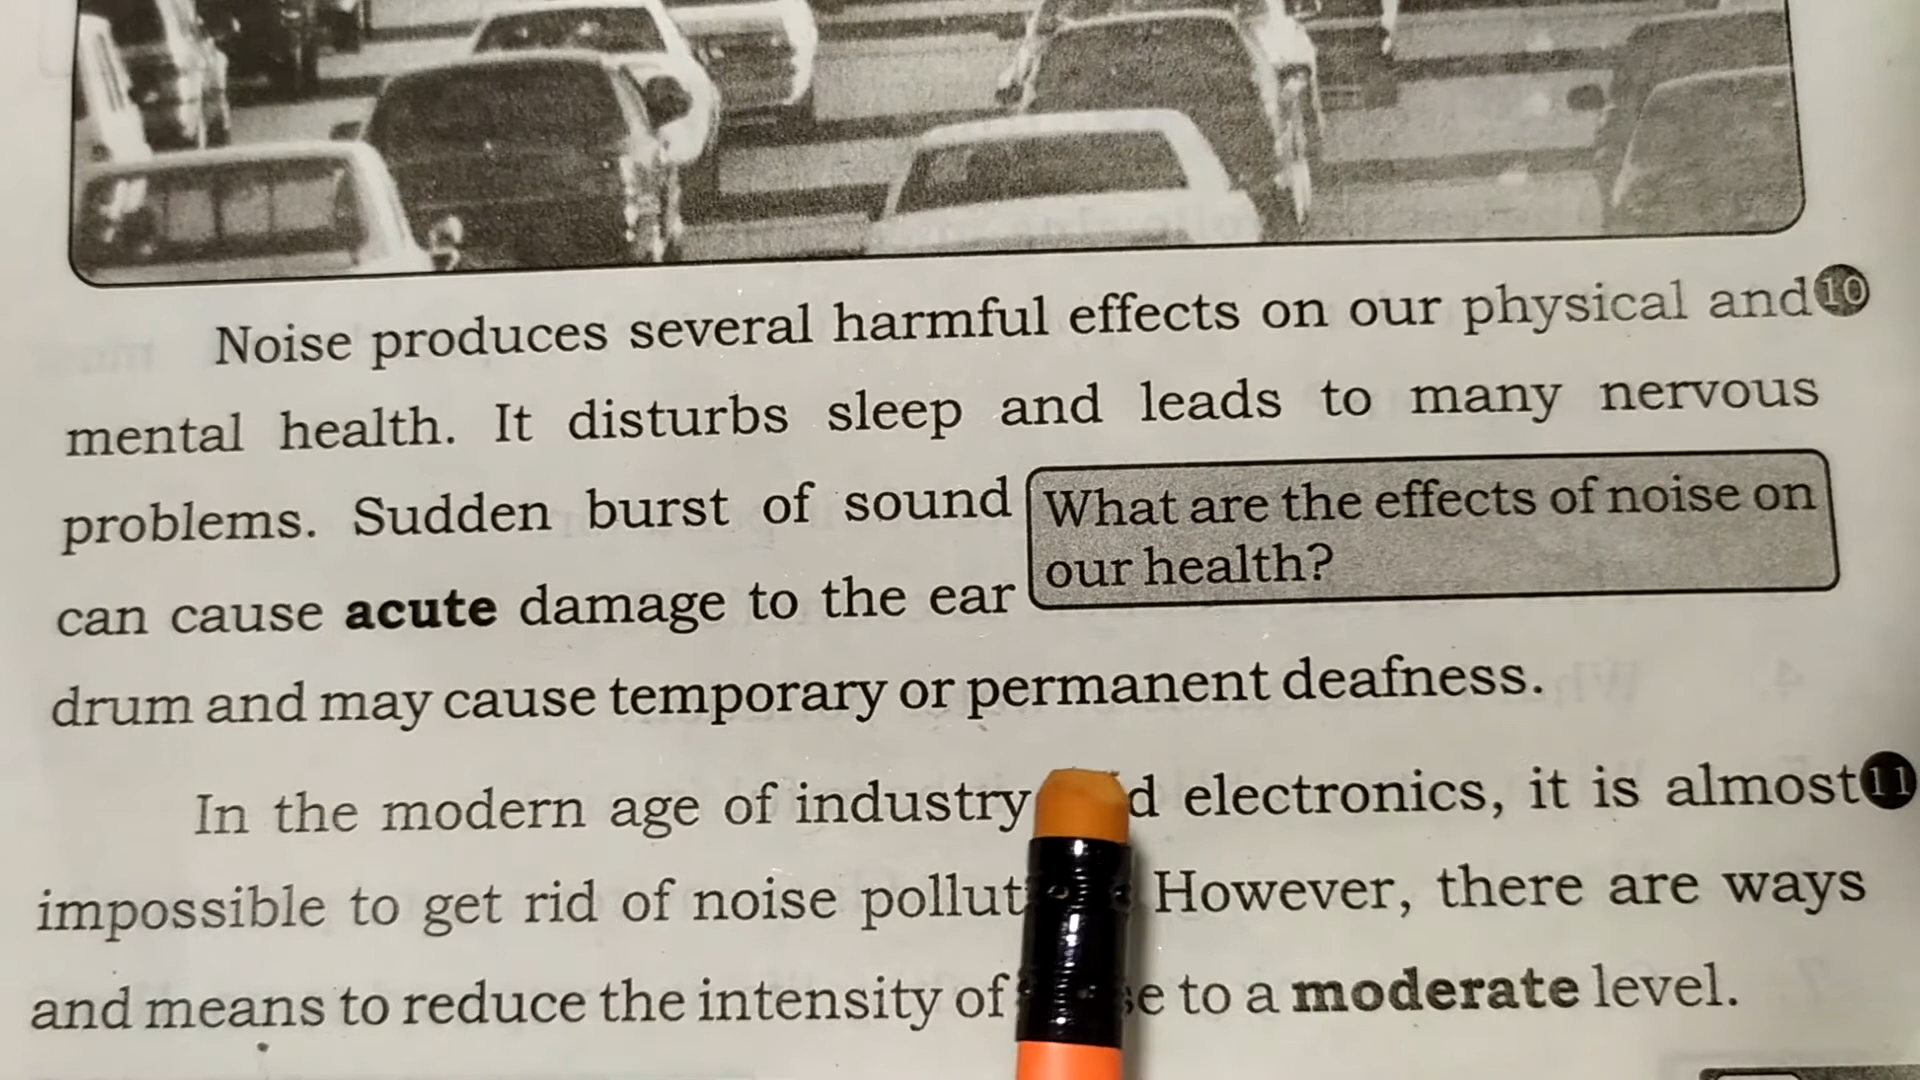 Noise produces several harmful effects on our physical and 10
mental health. It disturbs sleep and leads to many nervous
problems. Sudden burst of sound
can cause acute damage to the ear
What are the effects of noise on
our health?
drum and may cause temporary or permanent deafness.
In the modern age of industry electronics, it is almost 11
impossible to get rid of noise However, there are ways
and means to reduce the intensity of to a moderate level.